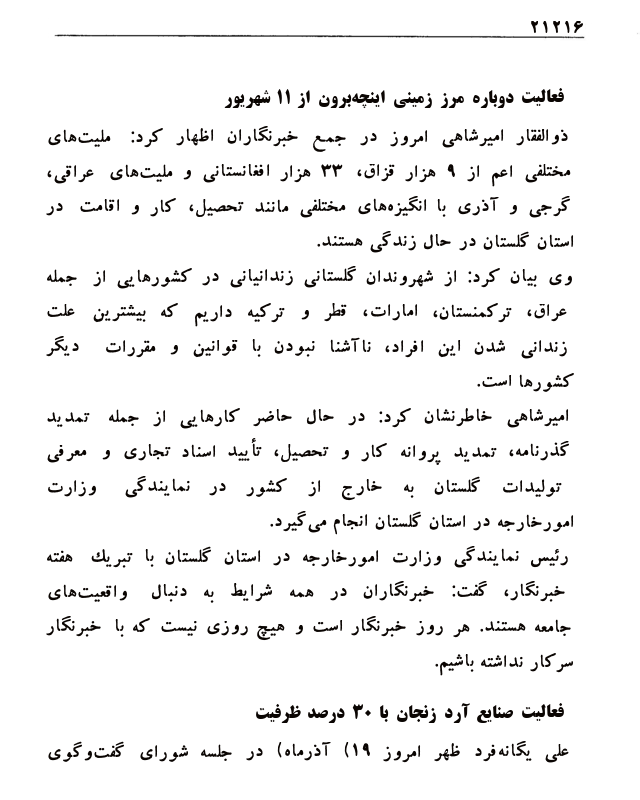 ۲۱۲۱۶
فعالیت دوباره مرز زمینی اینچه‌برون از ۱۱ شهریور
ذوالفقار امیرشاهی امروز در جمع خبرنگاران اظهار کرد: ملیت‌های
مختلفی اعم از ۹ هزار قزاق، ۳۳ هزار افغانستانی و ملیت‌های عراقی،
گرجی و آذری با انگیزه‌های مختلفی مانند تحصیل، کار و اقامت در
استان گلستان در حال زندگی هستند.
وی بیان کرد: از شهروندان گلستانی زندانیانی در کشورهایی از جمله
عراق، ترکمنستان، امارات، قطر و ترکیه داریم که بیشترین علت
زندانی شدن این افراد، ناآشنا نبودن با قوانین و مقررات دیگر
کشورها است.
امیرشاهی خاطرنشان کرد: در حال حاضر کارهایی از جمله تمدید
گذرنامه، تمدید پروانه کار و تحصیل، تأیید اسناد تجاری و معرفی
تولیدات گلستان به خارج از کشور در نمایندگی وزارت
امورخارجه در استان گلستان انجام می‌گیرد.
رئیس نمایندگی وزارت امورخارجه در استان گلستان با تبریك هفته
خبرنگار، گفت: خبرنگاران در همه شرایط به دنبال واقعیت‌های
جامعه هستند. هر روز خبرنگار است و هیچ روزی نیست که با خبرنگار
سرکار نداشته باشیم.
فعالیت صنایع آرد زنجان با ۳۰ درصد ظرفیت
علی یگانه‌فرد ظهر امروز ۱۹) آذرماه) در جلسه شورای گفت‌وگوی